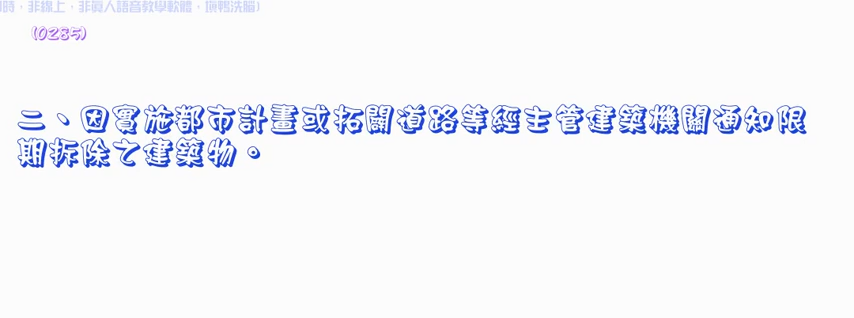 時，非線上，非真人語音教學軟體，填鴨洗腦)
(0285)
二、因實施都市計畫或拓闢道路等經主管建築機關通知限
期拆除之建築物。